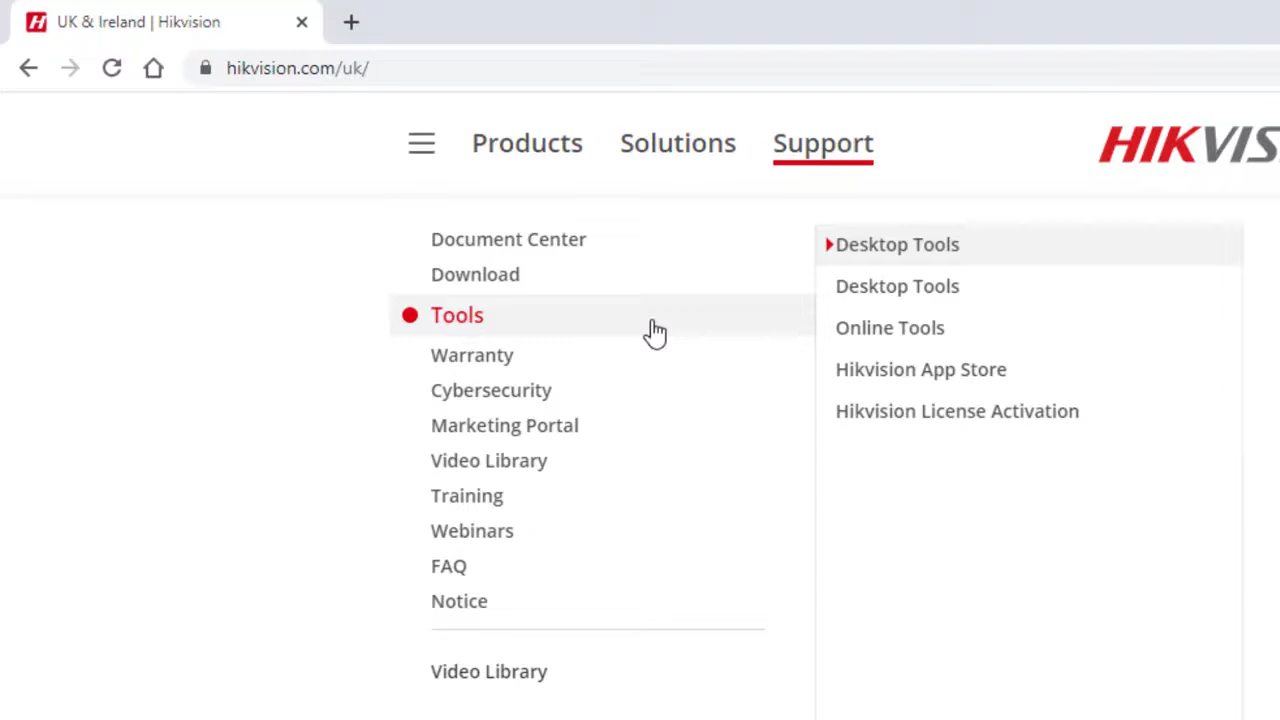 UK & Ireland | Hikvision
hikvision.com/uk/
Products Solutions Support
HIKVIS
Document Center
Download
Tools
Warranty
Cybersecurity
Marketing Portal
Video Library
Training
Webinars
FAQ
Notice
Video Library
Desktop Tools
Desktop Tools
Online Tools
Hikvision App Store
Hikvision License Activation